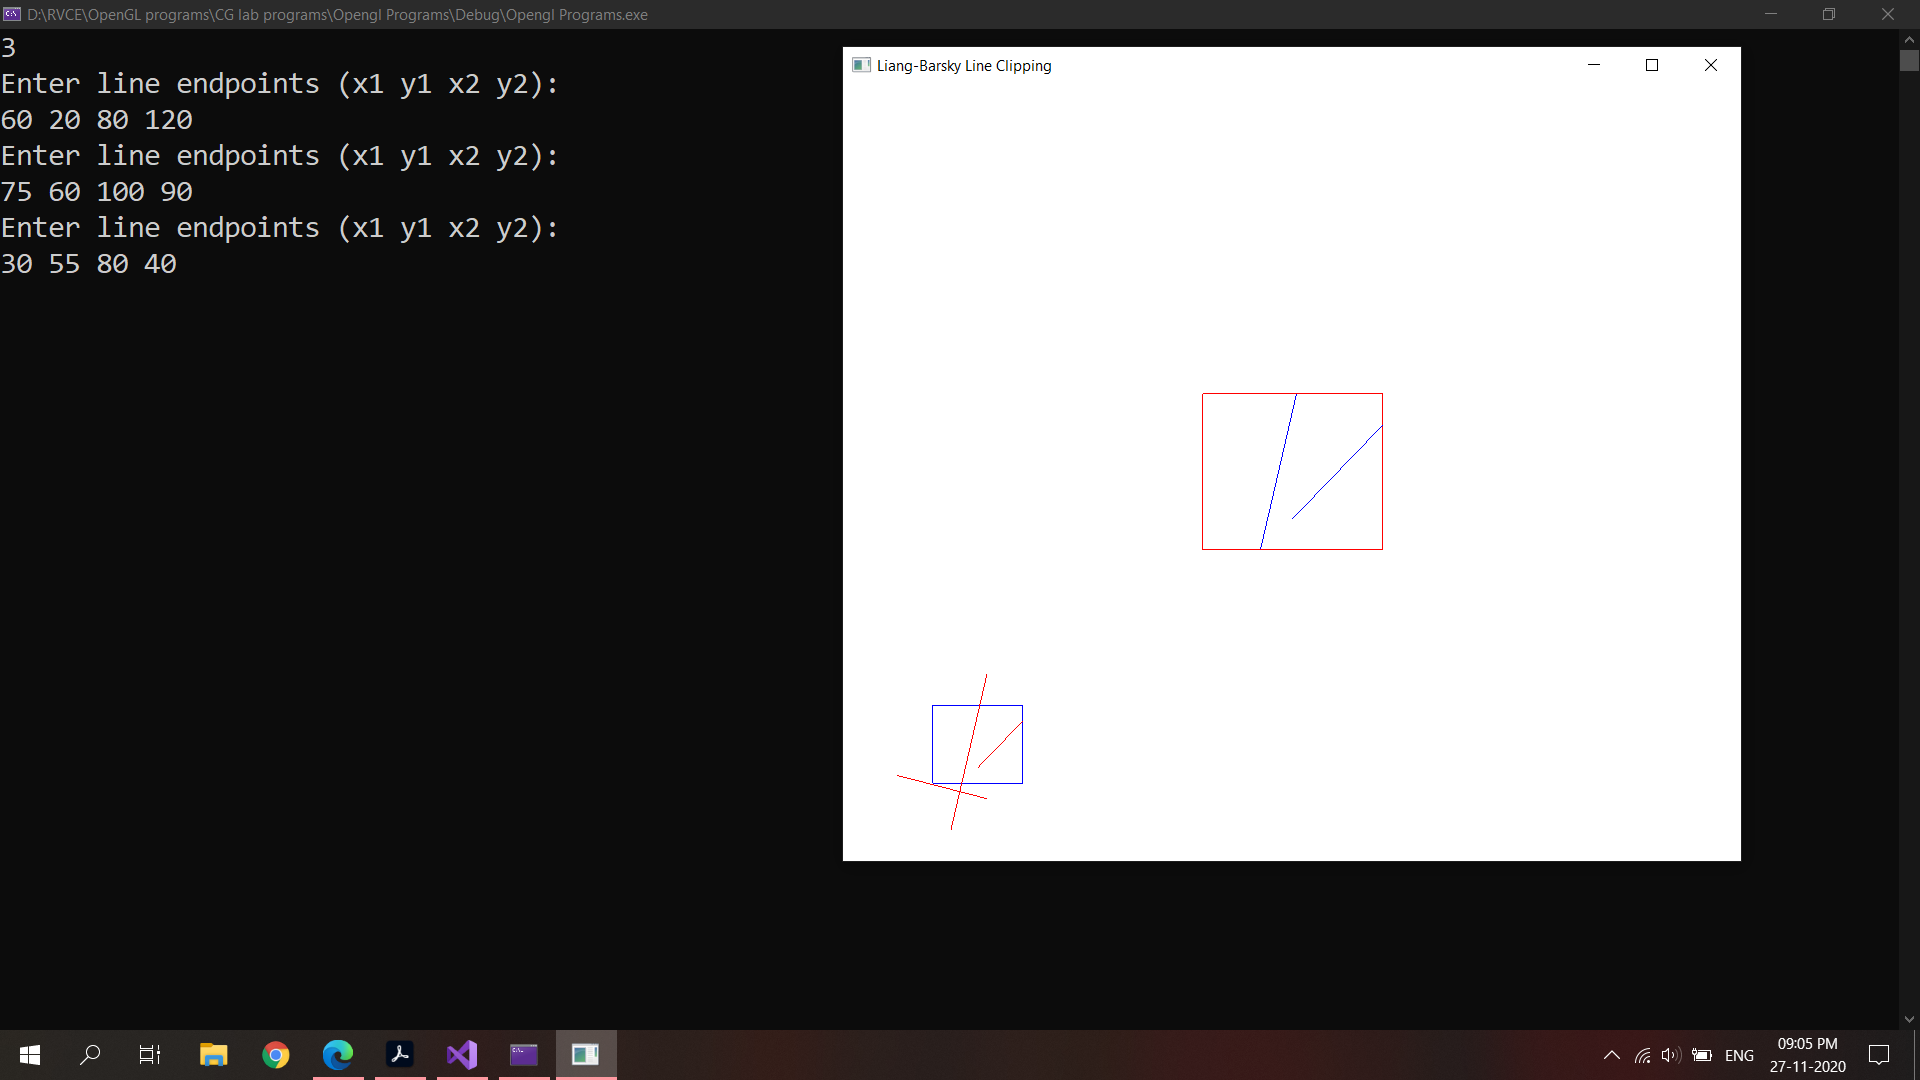 D:\RVCE\OpenGL programs\CG lab programs\Opengl Programs\Debug\Opengl Programs.exe
3
Enter line endpoints (x1 y1 x2 y2):
60 20 80 120
Enter line endpoints (x1 y1 x2 y2):
75 60 100 90
Enter line endpoints (x1 y1 x2 y2):
30 55 80 40
Liang-Barsky Line Clipping
ENG
09:05 PM
27-11-2020